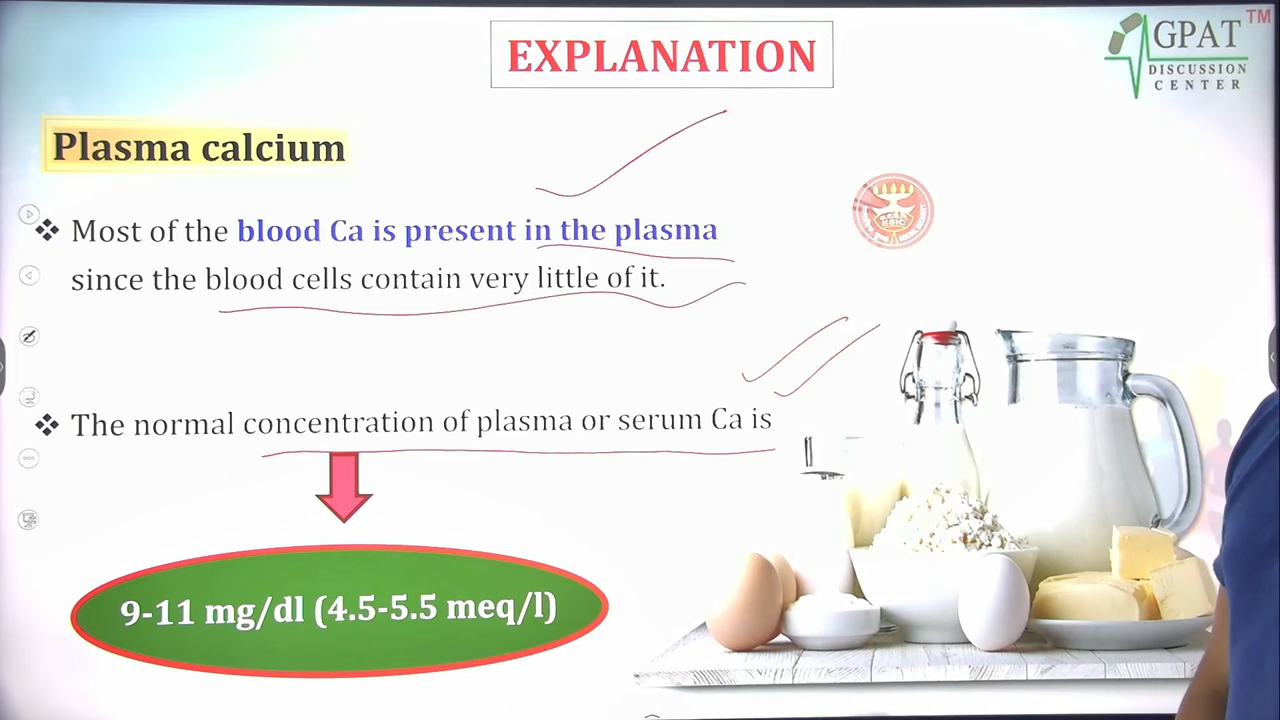 EXPLANATION
TM
GPAT
DISCUSSION
CENTER
Plasma calcium
Most of the blood Ca is present in the plasma
since the blood cells contain very little of it.
The normal concentration of plasma or serum Ca is
9-11 mg/dl (4.5-5.5 meq/l)